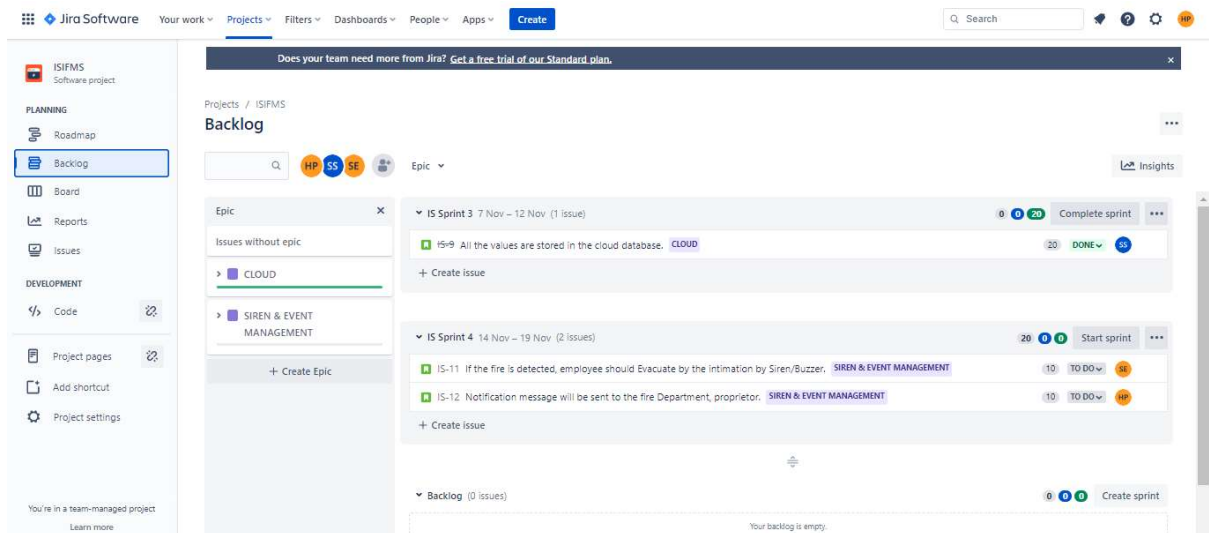 Jira Software Your work Projects Filters Dashboards People Apps Create Search HP
Does your team need more from Jira? Get a free trial of our Standard plan.
ISIFMS
Software project
PLANNING
Roadmap
Backlog
Board
Reports
Issues
DEVELOPMENT
Code
Project pages
Add shortcut
Project settings
You're in a team-managed project
Learn more
Projects / ISIFMS
Backlog
HP SS SE Epic Insights
Epic
Issues without epic
CLOUD
SIREN & EVENT
MANAGEMENT
+ Create Epic
IS Sprint 3 7 Nov – 12 Nov (1 issue) 0 0 20 Complete sprint
IS-9 All the values are stored in the cloud database. CLOUD 20 DONE SS
+ Create issue
IS Sprint 4 14 Nov – 19 Nov (2 issues) 20 0 0 Start sprint
IS-11 If the fire is detected, employee should Evacuate by the intimation by Siren/Buzzer. SIREN & EVENT MANAGEMENT 10 TO DO SE
IS-12 Notification message will be sent to the fire Department, proprietor. SIREN & EVENT MANAGEMENT 10 TO DO HP
+ Create issue
Backlog (0 issues) 0 0 0 Create sprint
Your backlog is empty.